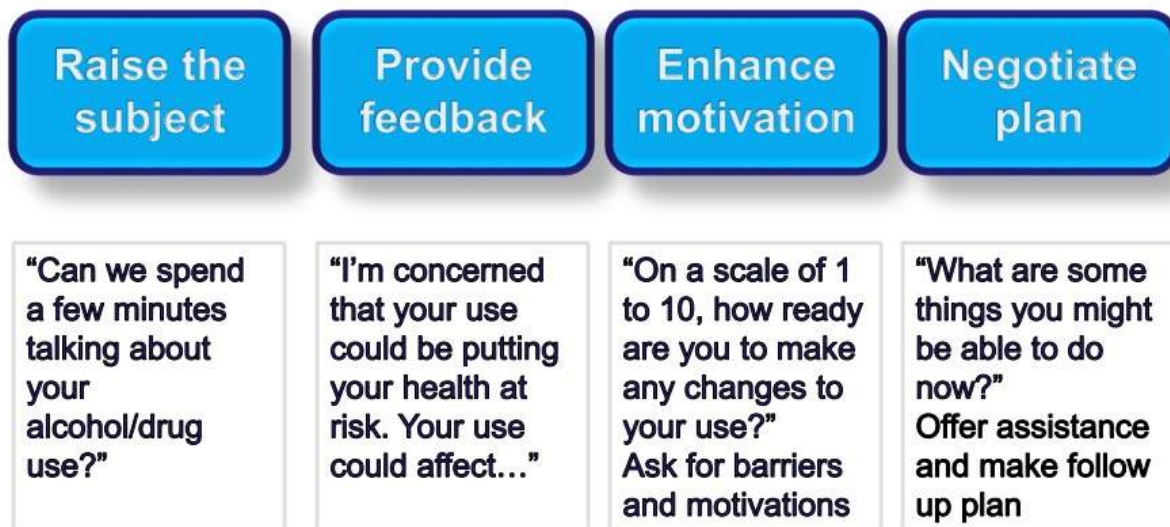 Raise the
subject
Provide
feedback
Enhance
motivation
Negotiate
plan
“Can we spend
a few minutes
talking about
your
alcohol/drug
use?”
“I’m concerned
that your use
could be putting
your health at
risk. Your use
could affect…”
“On a scale of 1
to 10, how ready
are you to make
any changes to
your use?”
Ask for barriers
and motivations
“What are some
things you might
be able to do
now?”
Offer assistance
and make follow
up plan